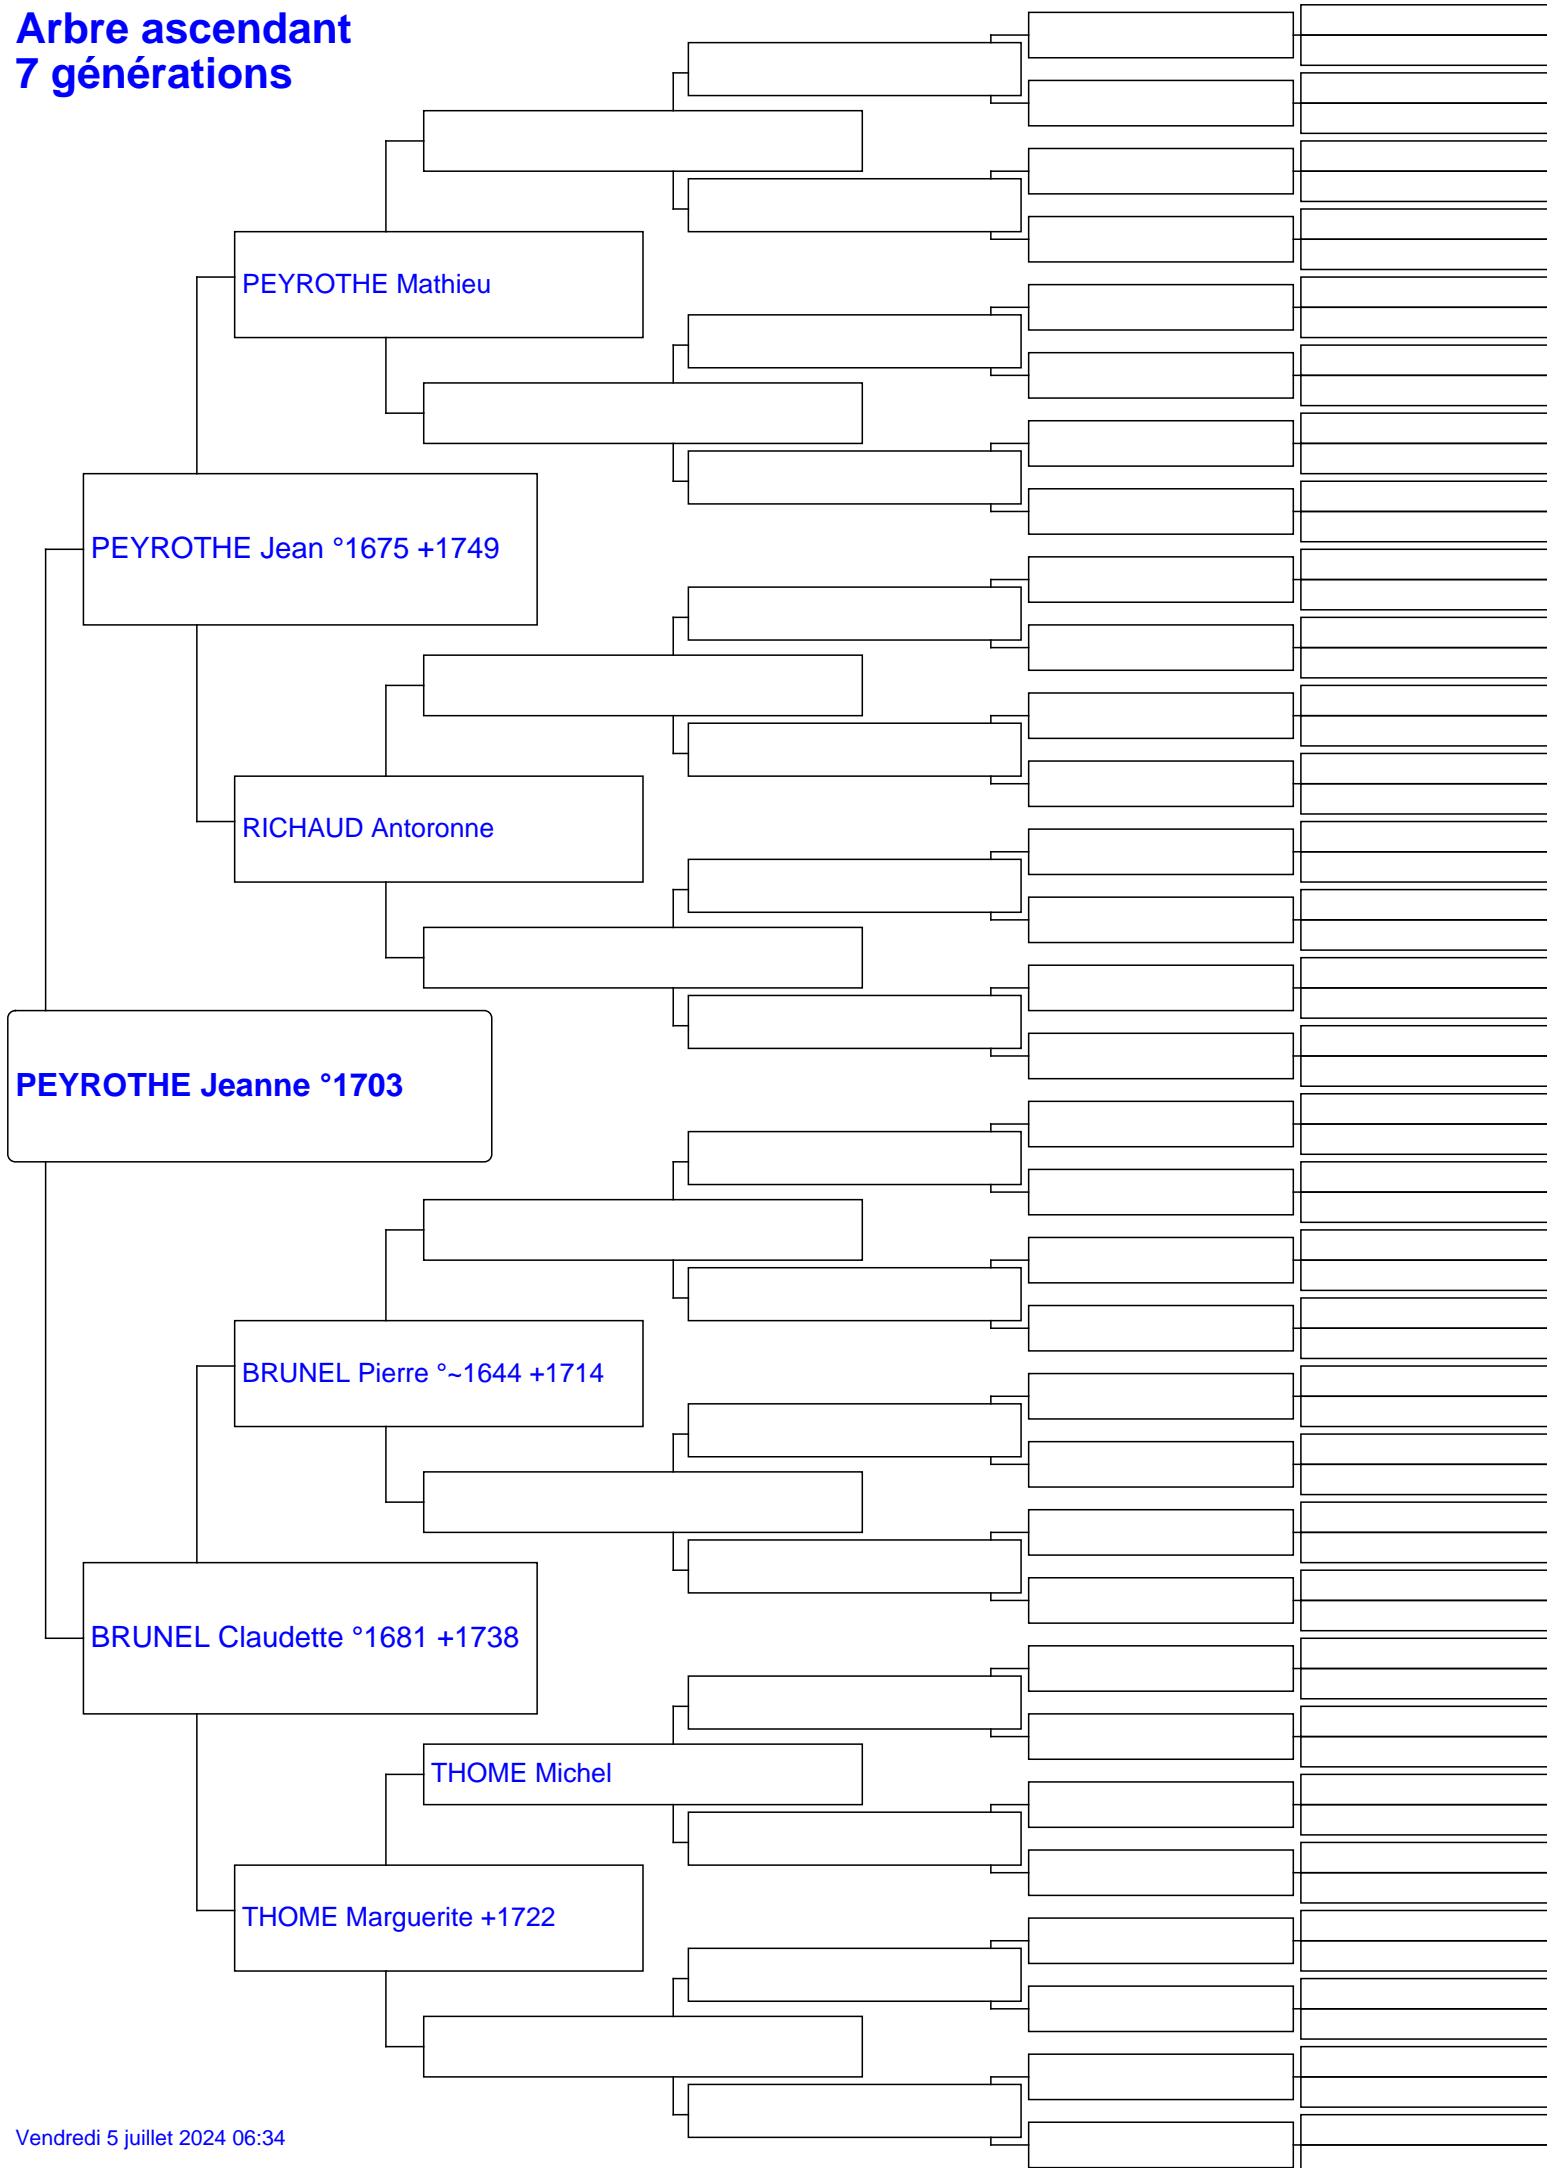 Arbre ascendant
7 générations
PEYROTHE Mathieu
PEYROTHE Jean °1675 +1749
RICHAUD Antoronne
PEYROTHE Jeanne °1703
BRUNEL Pierre °~1644 +1714
BRUNEL Claudette °1681 +1738
THOME Michel
THOME Marguerite +1722
Vendredi 5 juillet 2024 06:34